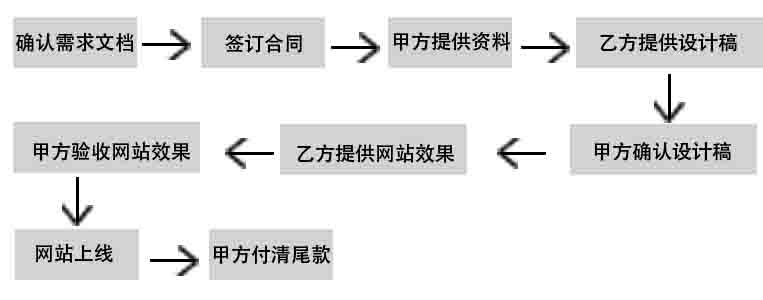 确认需求文档
签订合同
甲方提供资料
乙方提供设计稿
甲方确认设计稿
乙方提供网站效果
甲方验收网站效果
网站上线
甲方付清尾款